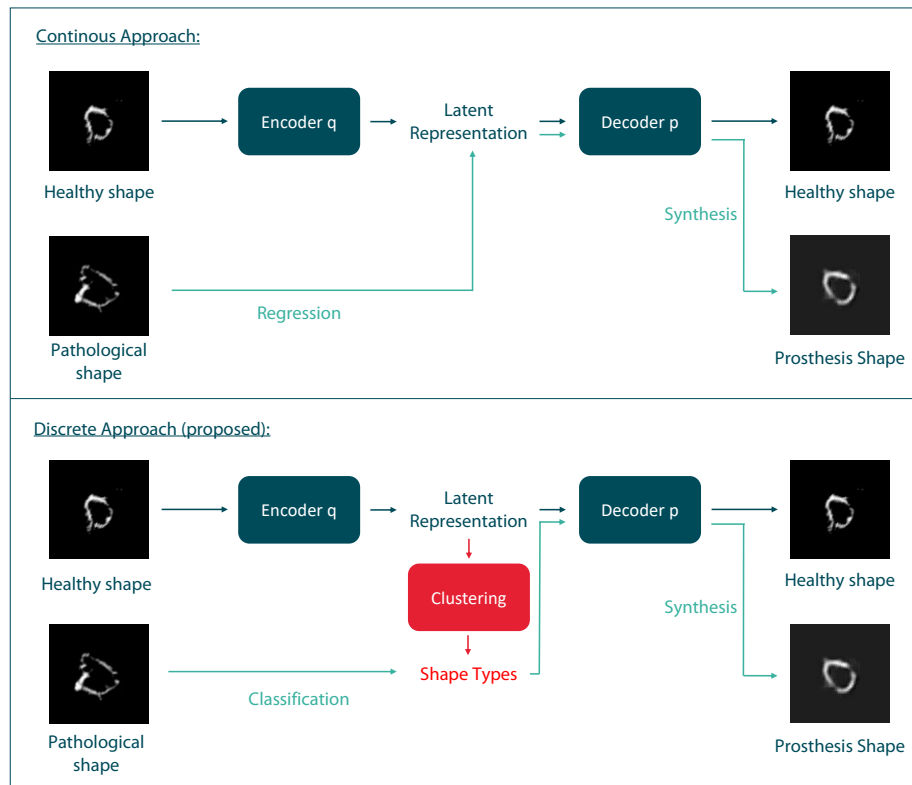 Continous Approach:
Encoder q
Latent
Representation
Decoder p
Healthy shape
Healthy shape
Synthesis
Regression
Pathological
shape
Prosthesis Shape
Discrete Approach (proposed):
Encoder q
Latent
Representation
Decoder p
Healthy shape
Healthy shape
Clustering
Synthesis
Shape Types
Classification
Pathological
shape
Prosthesis Shape